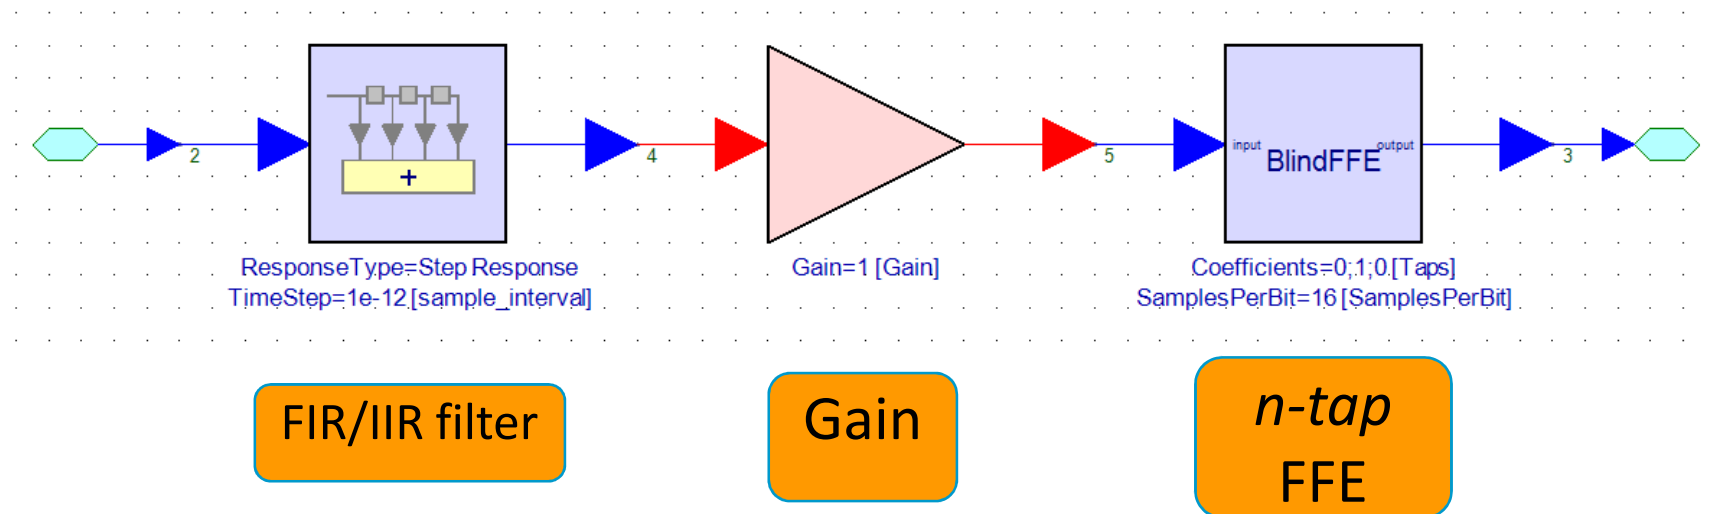 2
4
5
3
+
input
output
BlindFFE
ResponseType=Step Response
TimeStep=1e-12 [sample_interval]
Gain=1 [Gain]
Coefficients=0;1;0 [Taps]
SamplesPerBit=16 [SamplesPerBit]
FIR/IIR filter
Gain
n-tap
FFE